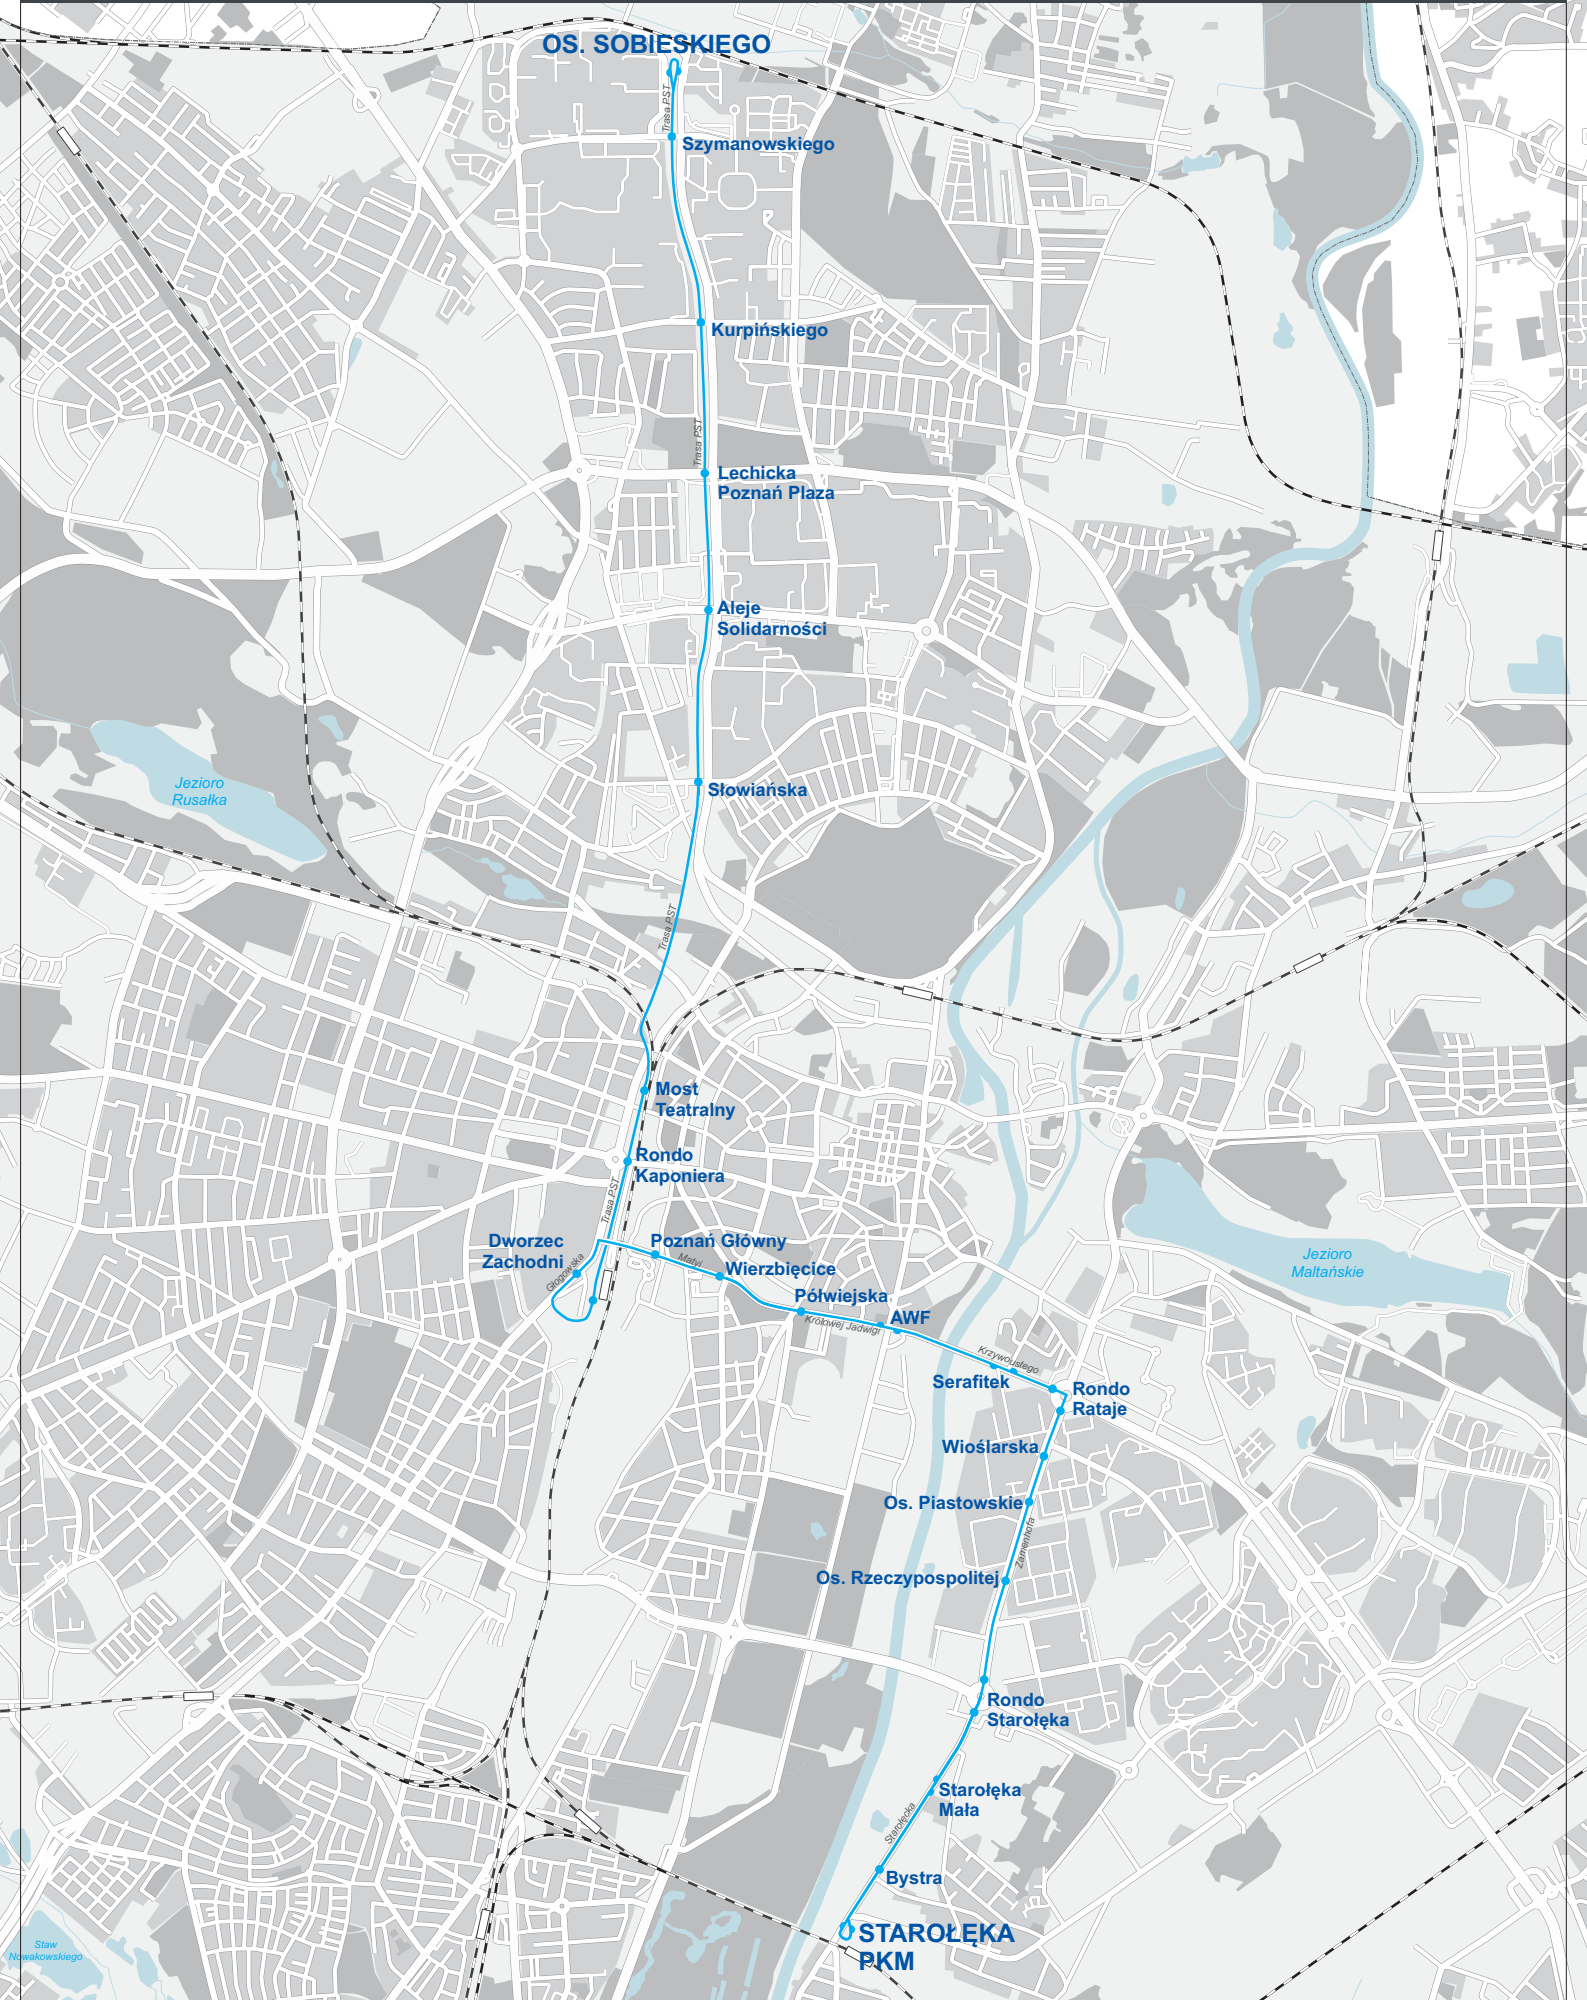 OS. SOBIESKIEGO
Trasa PST
Szymanowskiego
Kurpińskiego
Trasa PST
Lechicka
Poznań Plaza
Aleje
Solidarności
Jezioro
Rusałka
Słowiańska
Trasa PST
Most
Teatralny
Rondo
Kaponiera
Trasa PST
Dworzec
Zachodni
Głogowska
Poznań Główny
Matyi
Wierzbięcice
Jezioro
Maltańskie
Półwiejska
Królowej Jadwigi
AWF
Krzywoustego
Serafitek
Rondo
Rataje
Wioślarska
Os. Piastowskie
Zamenhofa
Os. Rzeczypospolitej
Rondo
Starołęka
Starołęka
Mała
Starołęcka
Bystra
STAROŁĘKA
PKM
Staw
Nowakowskiego